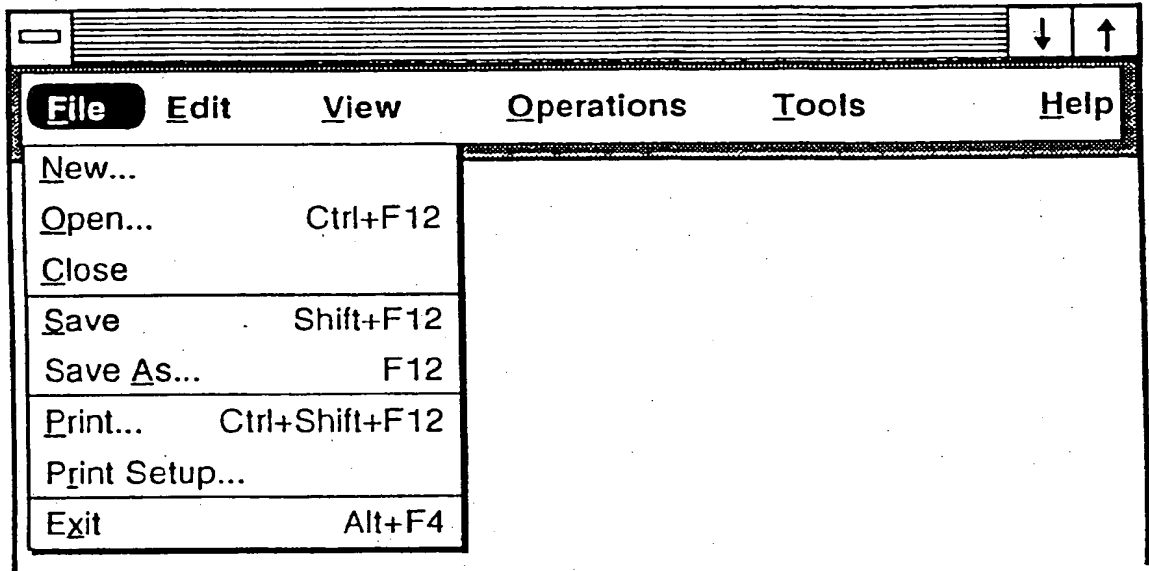 File Edit View Operations Tools Help
New...
Open... Ctrl+F12
Close
Save Shift+F12
Save As... F12
Print... Ctrl+Shift+F12
Print Setup...
Exit Alt+F4